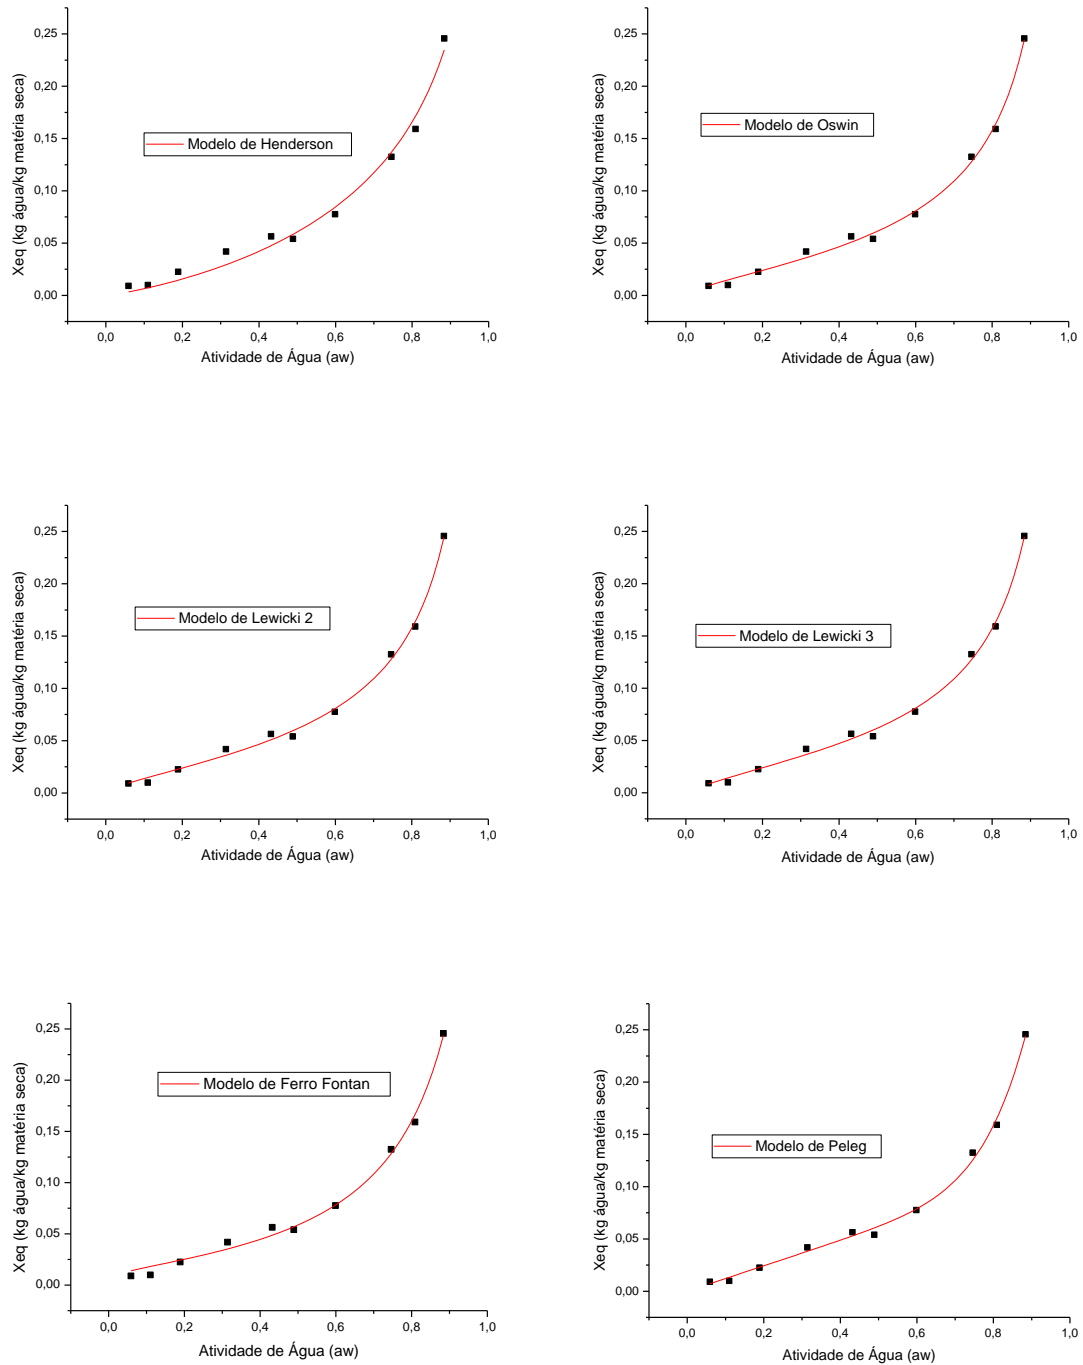 0,25
0,20
0,15
0,10
0,05
0,00
Xeq (kg água/kg matéria seca)
Modelo de Henderson
0,0 0,2 0,4 0,6 0,8 1,0
Atividade de Água (aw)
0,25
0,20
0,15
0,10
0,05
0,00
Xeq (kg água/kg matéria seca)
Modelo de Oswin
0,0 0,2 0,4 0,6 0,8 1,0
Atividade de Água (aw)
0,25
0,20
0,15
0,10
0,05
0,00
Xeq (kg água/kg matéria seca)
Modelo de Lewicki 2
0,0 0,2 0,4 0,6 0,8 1,0
Atividade de Água (aw)
0,25
0,20
0,15
0,10
0,05
0,00
Xeq (kg água/kg matéria seca)
Modelo de Lewicki 3
0,0 0,2 0,4 0,6 0,8 1,0
Atividade de Água (aw)
0,25
0,20
0,15
0,10
0,05
0,00
Xeq (kg água/kg matéria seca)
Modelo de Ferro Fontan
0,0 0,2 0,4 0,6 0,8 1,0
Atividade de Água (aw)
0,25
0,20
0,15
0,10
0,05
0,00
Xeq (kg água/kg matéria seca)
Modelo de Peleg
0,0 0,2 0,4 0,6 0,8 1,0
Atividade de Água (aw)